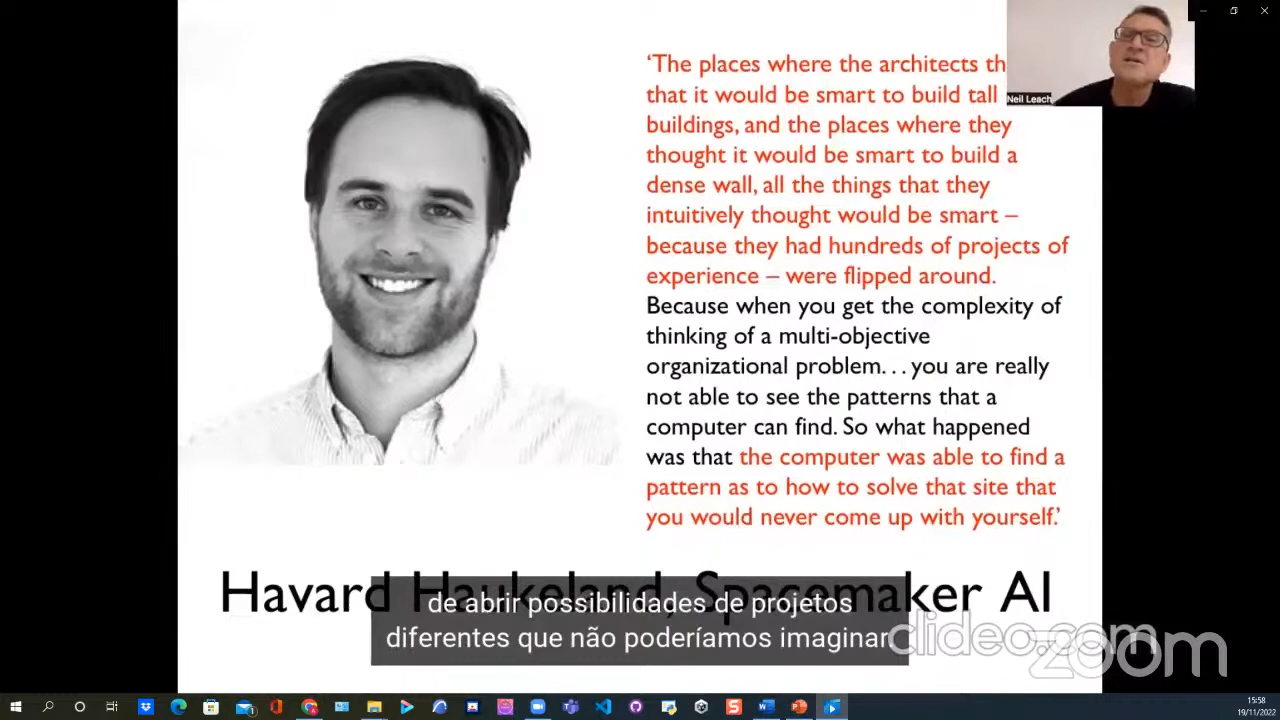 ‘The places where the architects th
that it would be smart to build tall
buildings, and the places where they
thought it would be smart to build a
dense wall, all the things that they
intuitively thought would be smart –
because they had hundreds of projects of
experience – were flipped around.
Because when you get the complexity of
thinking of a multi-objective
organizational problem. . . you are really
not able to see the patterns that a
computer can find. So what happened
was that the computer was able to find a
pattern as to how to solve that site that
you would never come up with yourself.’
Neil Leach
Havard Haukeland, Spacemaker AI
de abrir possibilidades de projetos
diferentes que não poderíamos imaginar.
clideo.com
zoom
15:58
19/11/2022